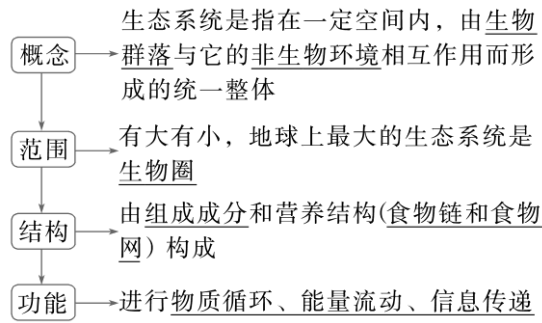 概念
生态系统是指在一定空间内，由生物
群落与它的非生物环境相互作用而形
成的统一整体
范围
有大有小，地球上最大的生态系统是
生物圈
结构
由组成成分和营养结构(食物链和食物
网）构成
功能
进行物质循环、能量流动、信息传递